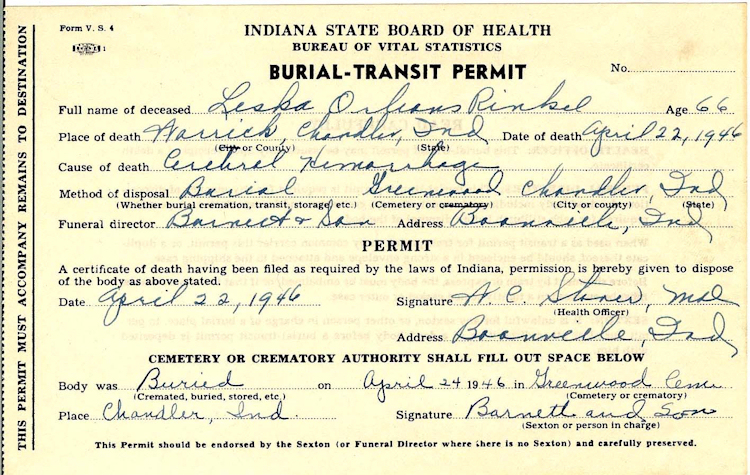 THIS PERMIT MUST ACCOMPANY REMAINS TO DESTINATION
Form V. S. 4
INDIANA STATE BOARD OF HEALTH
BUREAU OF VITAL STATISTICS
BURIAL-TRANSIT PERMIT
No.
Full name of deceased Leska Orleans Rinkel Age 66
Place of death Warrick, Chandler, Ind Date of death April 22, 1946
(City or County) (State)
Cause of death Cerebral Hemorrhage
Method of disposal Burial Greenwood Chandler, Ind
(Whether burial cremation, transit, storage, etc.) (Cemetery or crematory) (City or county) (State)
Funeral director Barnett & Son Address Boonville, Ind
PERMIT
A certificate of death having been filed as required by the laws of Indiana, permission is hereby given to dispose
of the body as above stated.
Date April 22, 1946 Signature W. C. Stover Md
(Health Officer)
Address Boonville, Ind
CEMETERY OR CREMATORY AUTHORITY SHALL FILL OUT SPACE BELOW
Body was Buried on April 24 1946 in Greenwood Cem
(Cremated, buried, stored, etc.) (Cemetery or crematory)
Place Chandler, Ind. Signature Barnett and Son
(Sexton or person in charge)
This Permit should be endorsed by the Sexton (or Funeral Director where there is no Sexton) and carefully preserved.